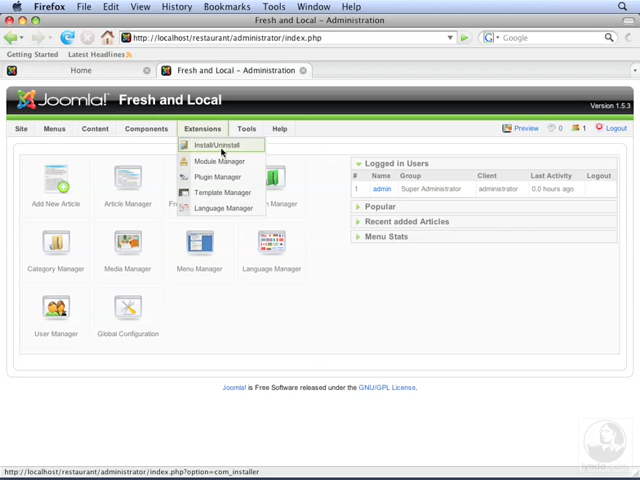 Firefox File Edit View History Bookmarks Tools Window Help
Fresh and Local - Administration
http://localhost/restaurant/administrator/index.php
Google
Getting Started Latest Headlines
Home
Fresh and Local - Administration
Joomla! Fresh and Local
Version 1.5.3
Site Menus Content Components Extensions Tools Help
Preview 0 1 Logout
Install/Uninstall
Module Manager
Plugin Manager
Template Manager
Language Manager
Add New Article
Article Manager
Manager
Category Manager
Media Manager
Menu Manager
Language Manager
User Manager
Global Configuration
Logged in Users
# Name Group Client Last Activity Logout
1 admin Super Administrator administrator 0.0 hours ago
Popular
Recent added Articles
Menu Stats
Joomla! is Free Software released under the GNU/GPL License.
lynda.com
http://localhost/restaurant/administrator/index.php?option=com_installer